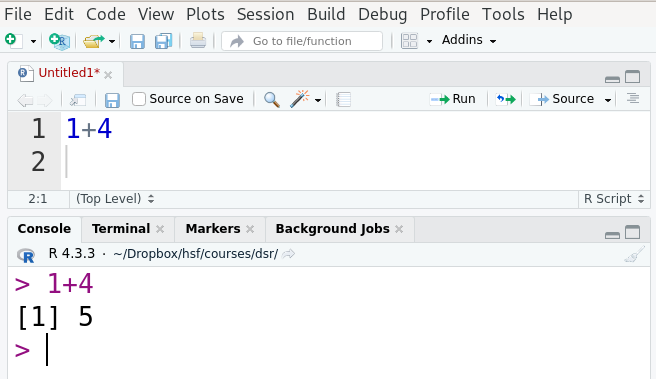 File Edit Code View Plots Session Build Debug Profile Tools Help
Go to file/function Addins
Untitled1*
Source on Save Run Source
1 1+4
2
2:1 (Top Level) R Script
Console Terminal Markers Background Jobs
R 4.3.3 · ~/Dropbox/hsf/courses/dsr/
> 1+4
[1] 5
>